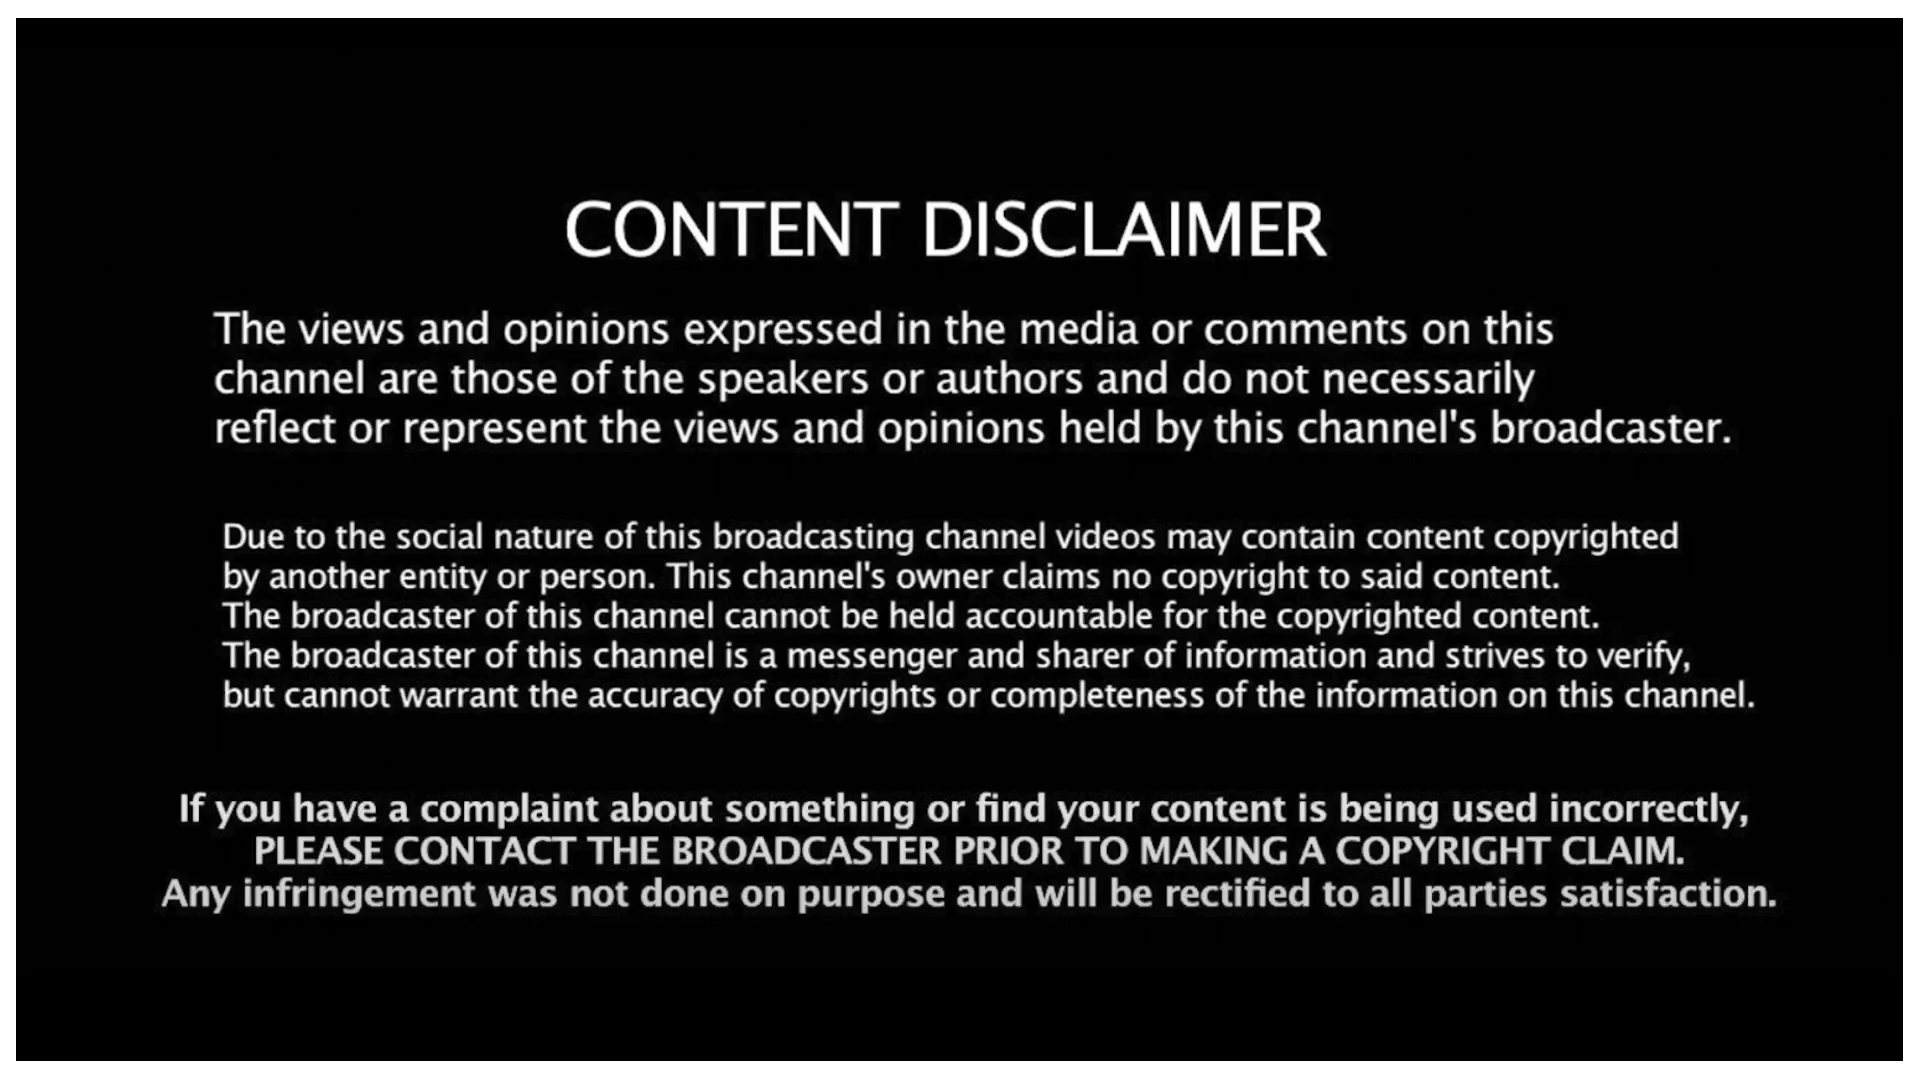 CONTENT DISCLAIMER
The views and opinions expressed in the media or comments on this
channel are those of the speakers or authors and do not necessarily
reflect or represent the views and opinions held by this channel's broadcaster.
Due to the social nature of this broadcasting channel videos may contain content copyrighted
by another entity or person. This channel's owner claims no copyright to said content.
The broadcaster of this channel cannot be held accountable for the copyrighted content.
The broadcaster of this channel is a messenger and sharer of information and strives to verify,
but cannot warrant the accuracy of copyrights or completeness of the information on this channel.
If you have a complaint about something or find your content is being used incorrectly,
PLEASE CONTACT THE BROADCASTER PRIOR TO MAKING A COPYRIGHT CLAIM.
Any infringement was not done on purpose and will be rectified to all parties satisfaction.